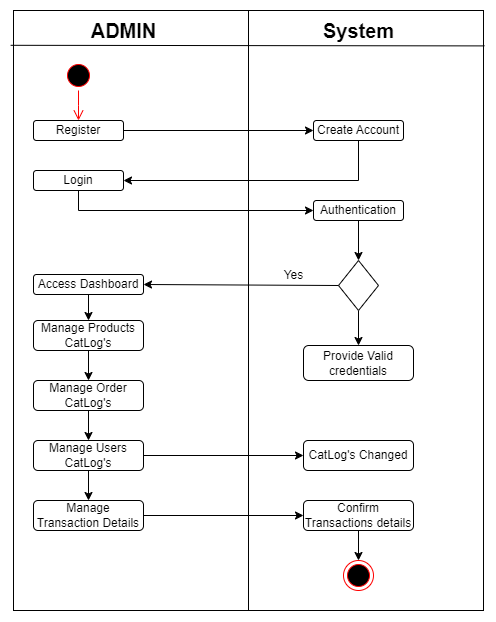 ADMIN
System
Register
Create Account
Login
Authentication
Yes
Access Dashboard
Manage Products
CatLog's
Provide Valid
credentials
Manage Order
CatLog's
Manage Users
CatLog's
CatLog's Changed
Manage
Transaction Details
Confirm
Transactions details